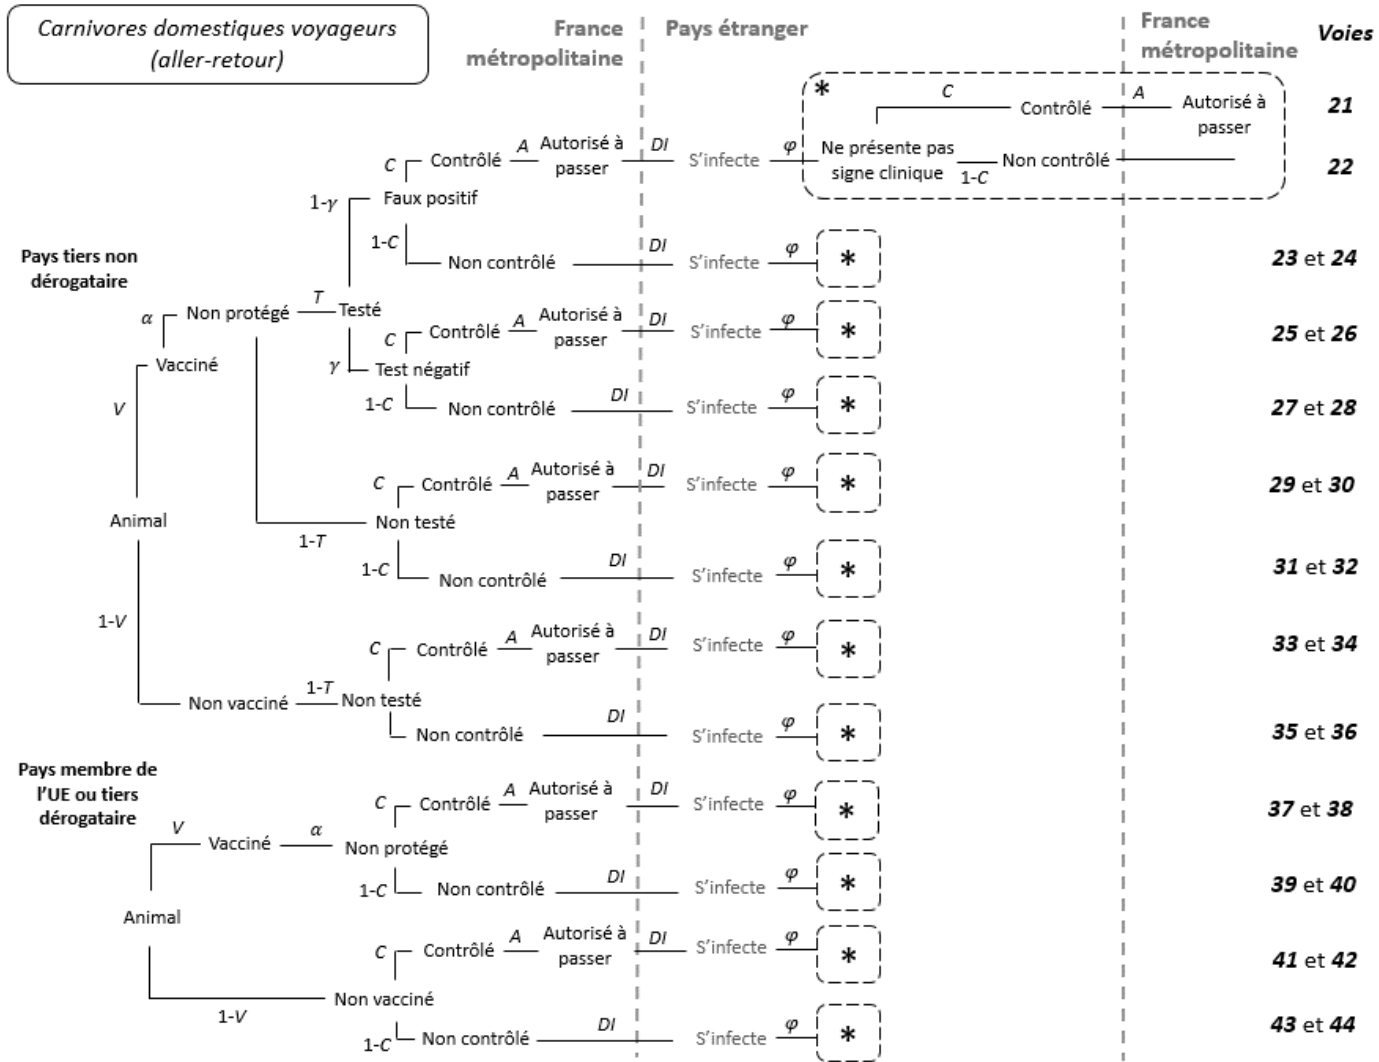 Carnivores domestiques voyageurs
(aller-retour)
France
métropolitaine
Pays étranger
France
métropolitaine
Voies
*
C
Contrôlé
A
Autorisé à
passer
21
Ne présente pas
signe clinique
1-C
Non contrôlé
22
C
Contrôlé
A
Autorisé à
passer
DI
S'infecte
φ
1-γ
Faux positif
1-C
Non contrôlé
DI
S'infecte
φ
*
23 et 24
Pays tiers non
dérogataire
α
Non protégé
T
Testé
C
Contrôlé
A
Autorisé à
passer
DI
S'infecte
φ
*
25 et 26
Vacciné
γ
Test négatif
V
1-C
Non contrôlé
DI
S'infecte
φ
*
27 et 28
C
Contrôlé
A
Autorisé à
passer
DI
S'infecte
φ
*
29 et 30
Animal
1-T
Non testé
1-C
Non contrôlé
DI
S'infecte
φ
*
31 et 32
1-V
C
Contrôlé
A
Autorisé à
passer
DI
S'infecte
φ
*
33 et 34
Non vacciné
1-T
Non testé
Non contrôlé
DI
S'infecte
φ
*
35 et 36
Pays membre de
l'UE ou tiers
dérogataire
C
Contrôlé
A
Autorisé à
passer
DI
S'infecte
φ
*
37 et 38
V
Vacciné
α
Non protégé
1-C
Non contrôlé
DI
S'infecte
φ
*
39 et 40
Animal
C
Contrôlé
A
Autorisé à
passer
DI
S'infecte
φ
*
41 et 42
1-V
Non vacciné
1-C
Non contrôlé
DI
S'infecte
φ
*
43 et 44